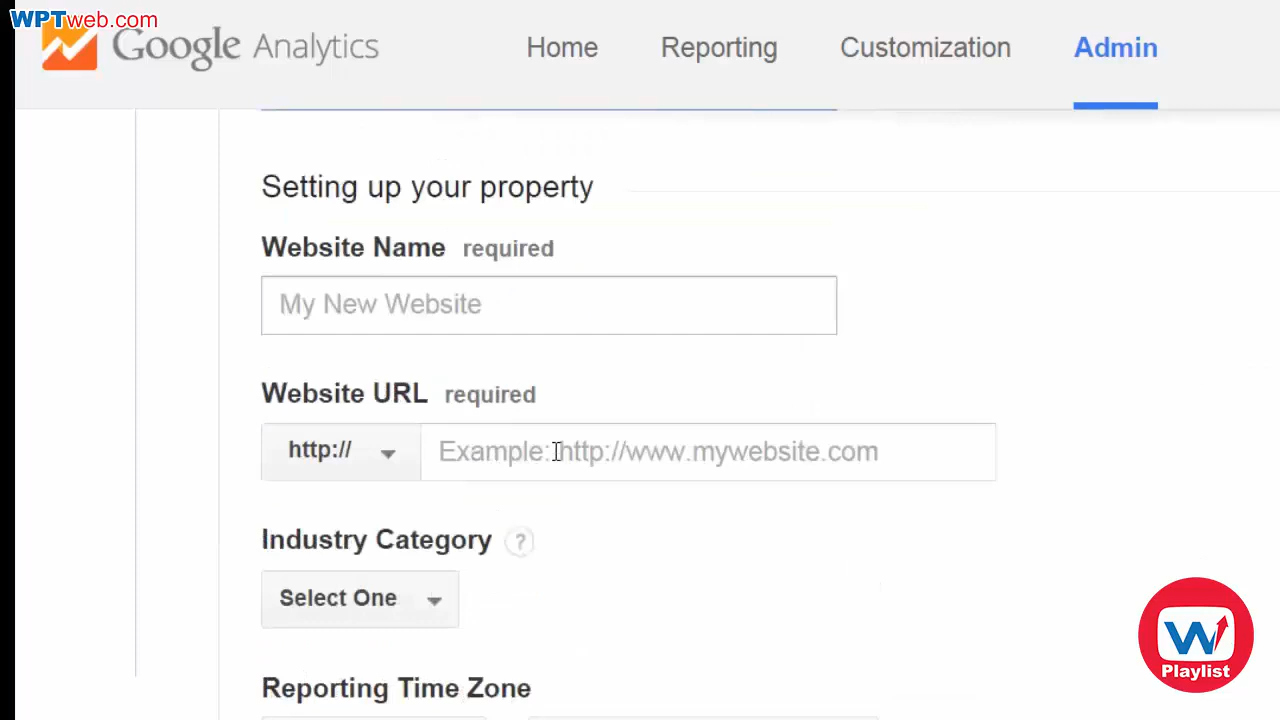 WPTweb.com
Google Analytics
Home
Reporting
Customization
Admin
Setting up your property
Website Name required
My New Website
Website URL required
http://
Example: http://www.mywebsite.com
Industry Category ?
Select One
W
Playlist
Reporting Time Zone